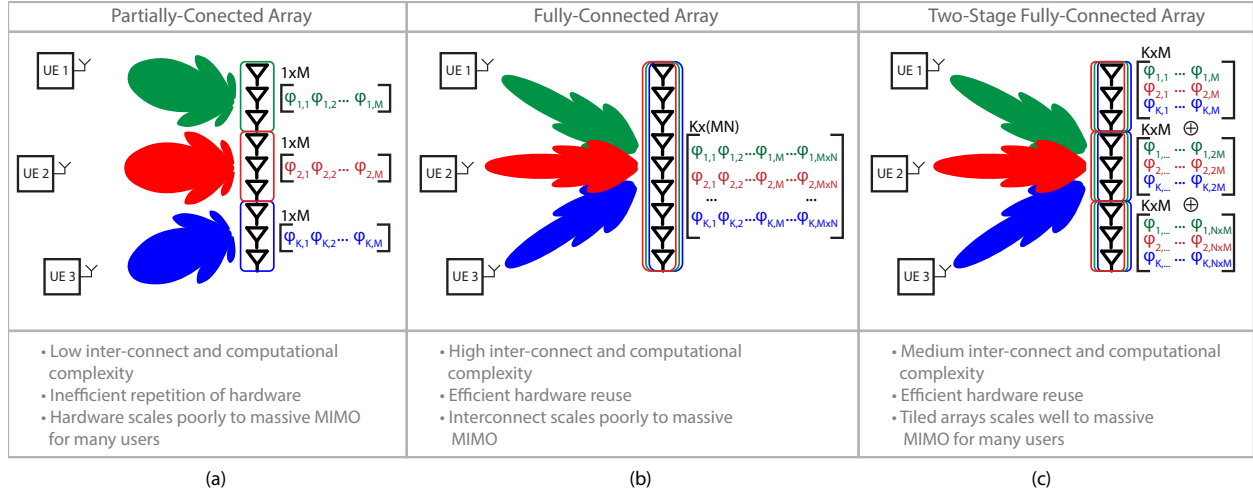 Partially-Conected Array
Fully-Connected Array
Two-Stage Fully-Connected Array
UE 1
UE 2
UE 3
1xM
φ1,1 φ1,2... φ1,M
1xM
φ2,1 φ2,2... φ2,M
1xM
φK,1 φK,2... φK,M
UE 1
UE 2
UE 3
Kx(MN)
φ1,1 φ1,2...φ1,M...φ1,MxN
φ2,1 φ2,2...φ2,M...φ2,MxN
... ...
φK,1 φK,2...φK,M...φK,MxN
UE 1
UE 2
UE 3
KxM
φ1,1 ... φ1,M
φ2,1 ... φ2,M
φK,1 ... φK,M
KxM ⊕
φ1,... ... φ1,2M
φ2,... ... φ2,2M
φK,... ... φK,2M
KxM ⊕
φ1,... ... φ1,NxM
φ2,... ... φ2,NxM
φK,... ... φK,NxM
• Low inter-connect and computational
complexity
• Inefficient repetition of hardware
• Hardware scales poorly to massive MIMO
for many users
• High inter-connect and computational
complexity
• Efficient hardware reuse
• Interconnect scales poorly to massive
MIMO
• Medium inter-connect and computational
complexity
• Efficient hardware reuse
• Tiled arrays scales well to massive
MIMO for many users
(a)
(b)
(c)